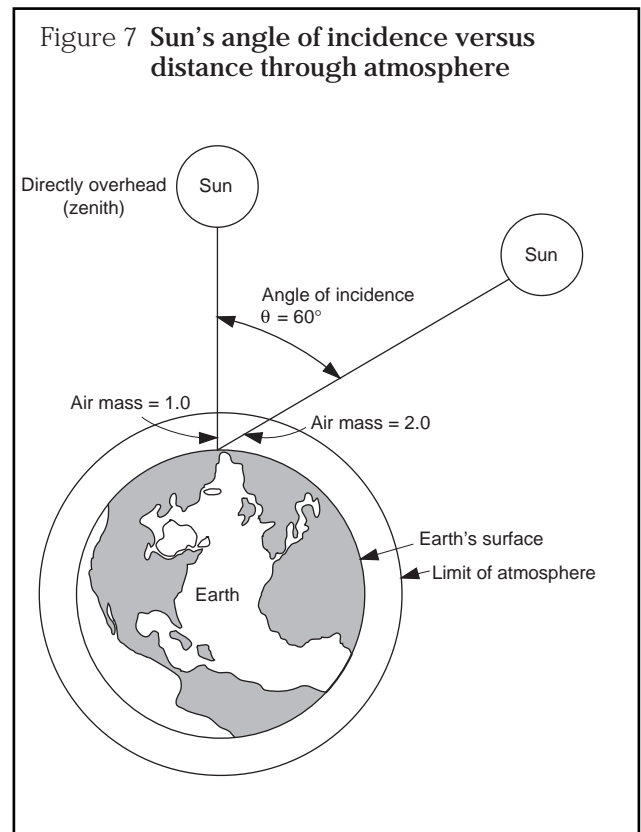 Figure 7 Sun's angle of incidence versus
distance through atmosphere
Directly overhead
(zenith)
Sun
Sun
Angle of incidence
θ = 60°
Air mass = 1.0
Air mass = 2.0
Earth's surface
Limit of atmosphere
Earth